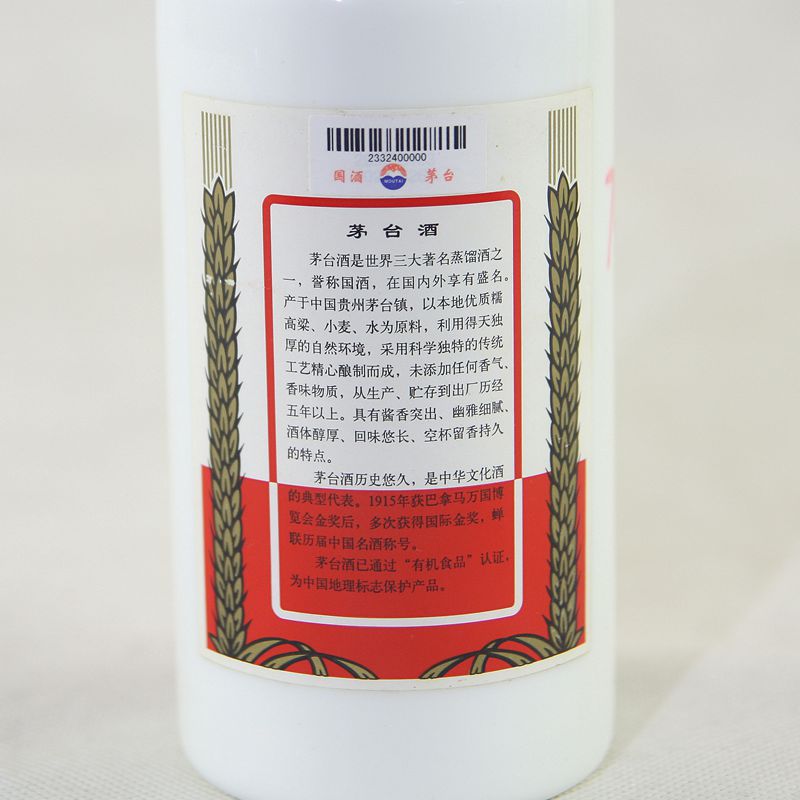 2332400000
国酒 MOUTAI 茅台
茅台酒
茅台酒是世界三大著名蒸馏酒之
一，誉称国酒，在国内外享有盛名。
产于中国贵州茅台镇，以本地优质糯
高梁、小麦、水为原料，利用得天独
厚的自然环境，采用科学独特的传统
工艺精心酿制而成，未添加任何香气、
香味物质，从生产、贮存到出厂历经
五年以上。具有酱香突出、幽雅细腻、
酒体醇厚、回味悠长、空杯留香持久
的特点。
茅台酒历史悠久，是中华文化酒
的典型代表。1915年获巴拿马万国博
览会金奖后，多次获得国际金奖，蝉
联历届中国名酒称号。
茅台酒已通过“有机食品”认证，
为中国地理标志保护产品。